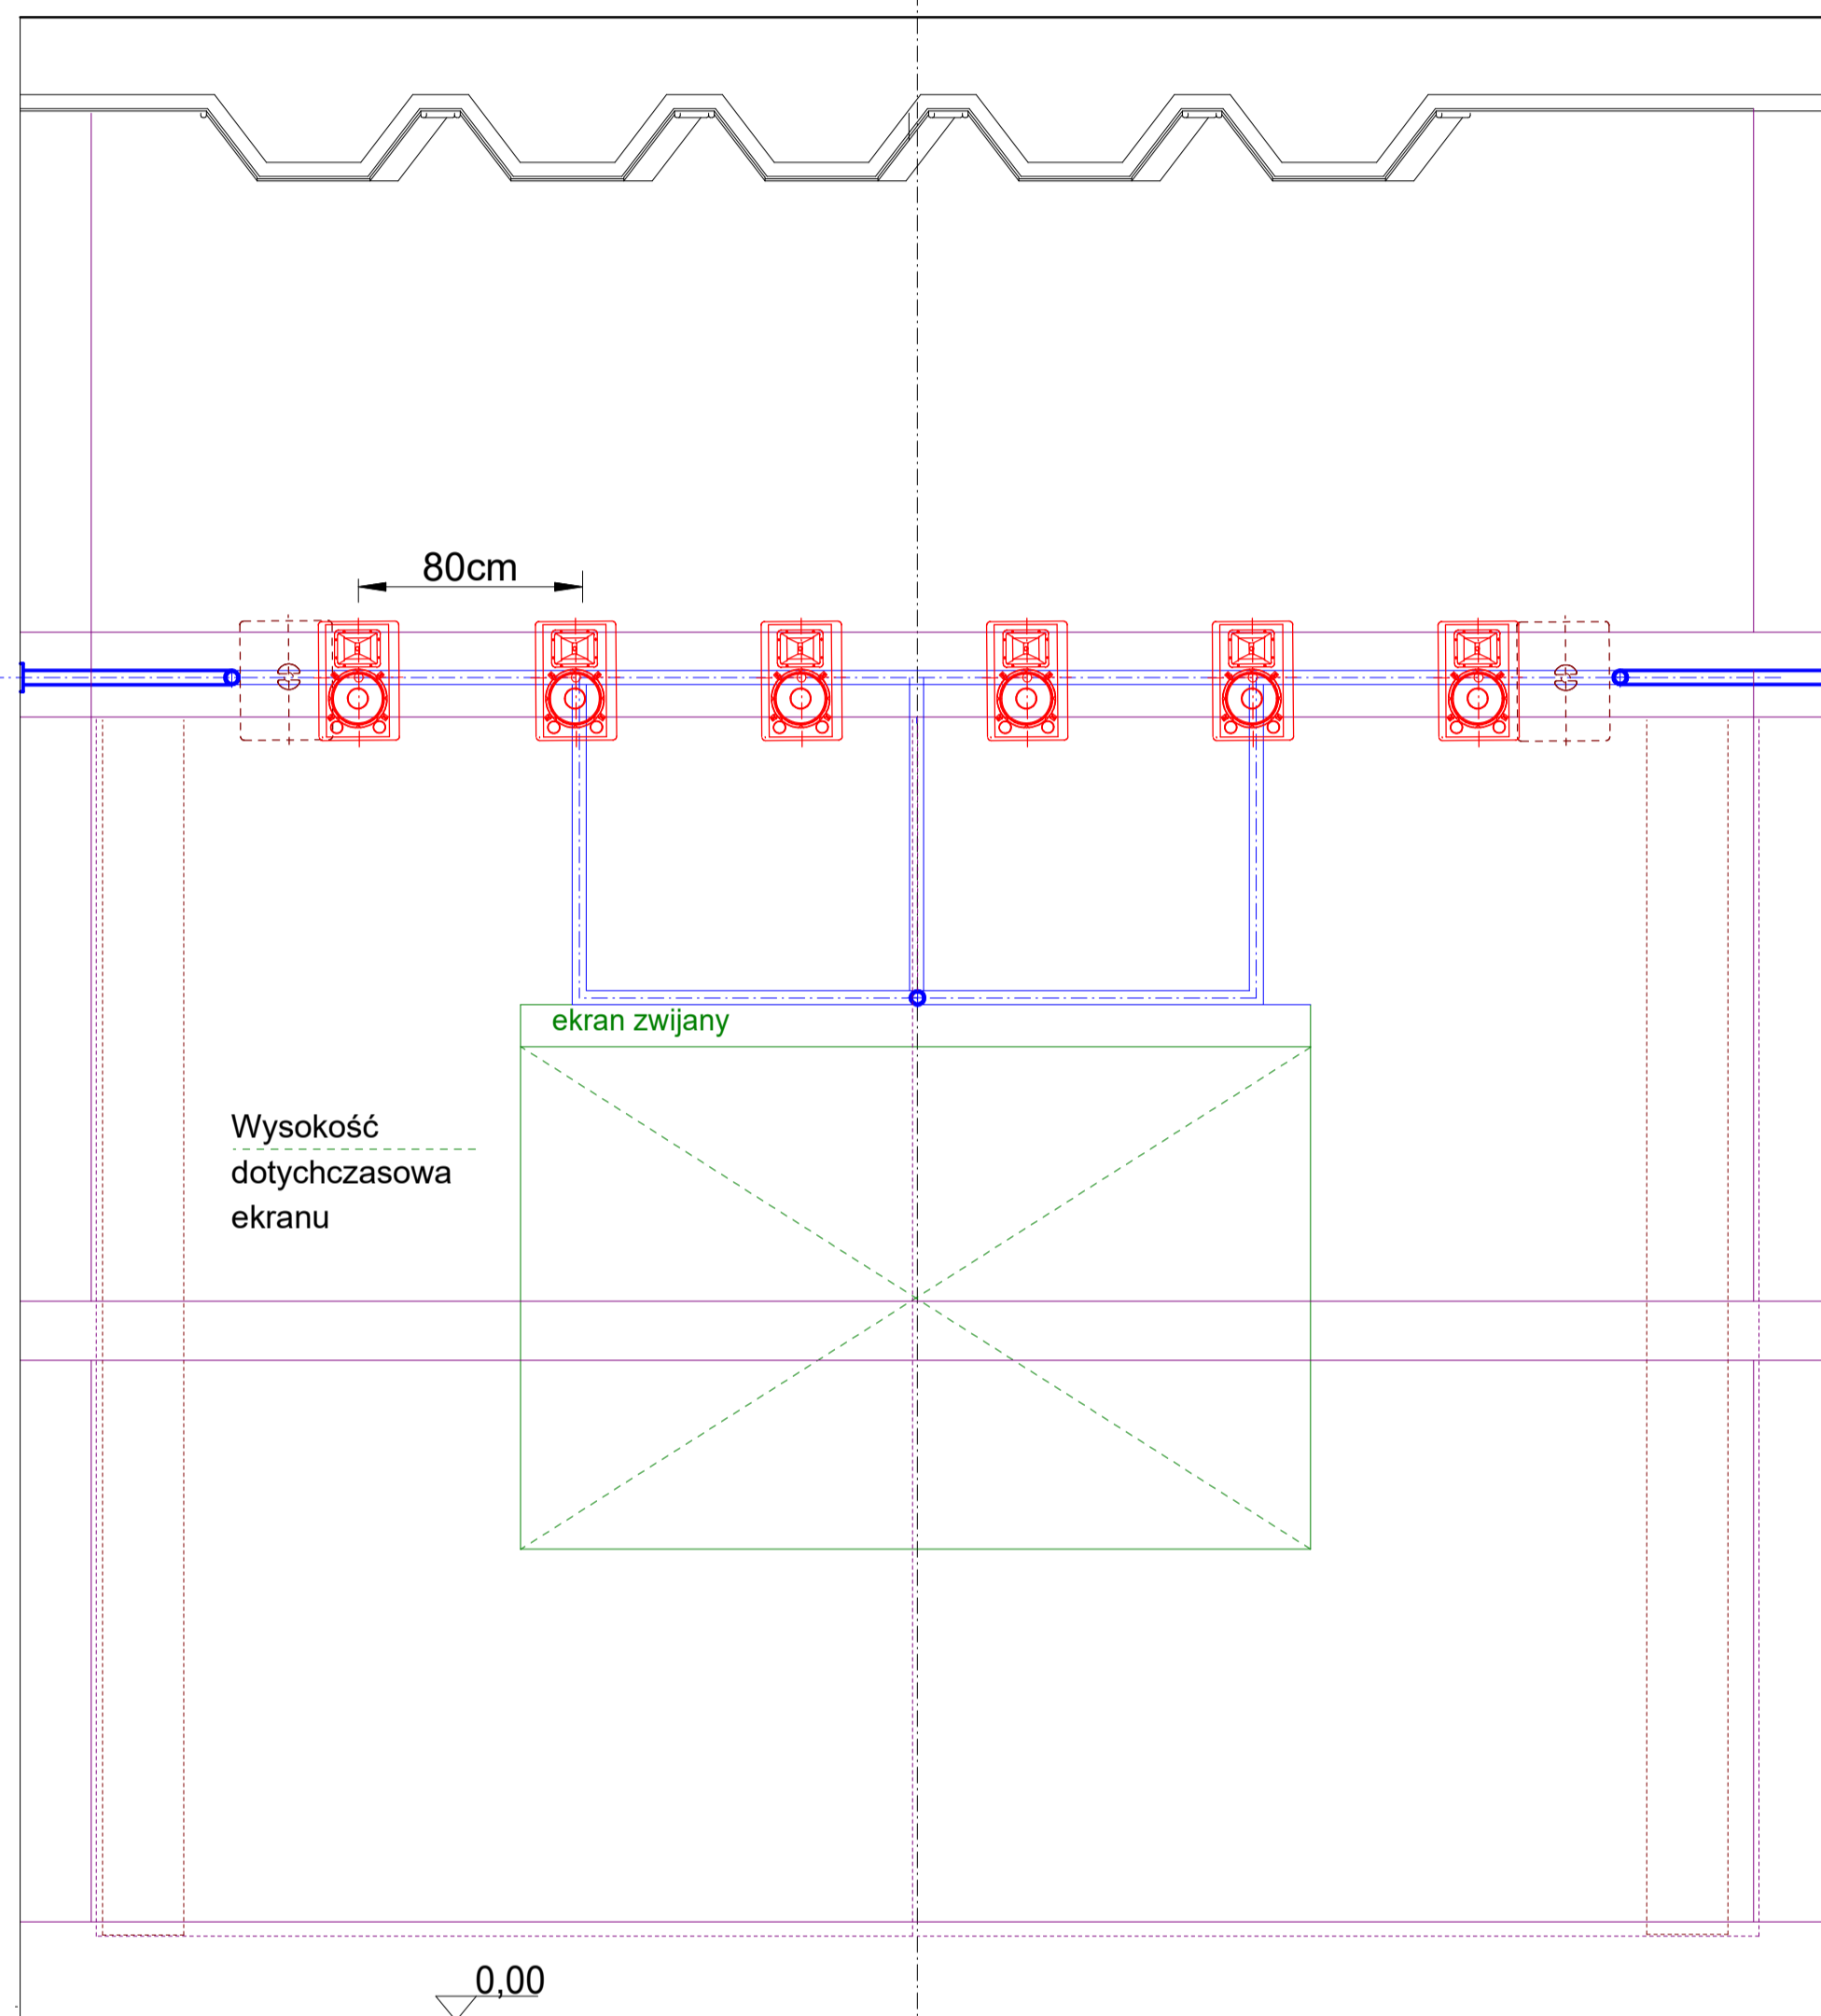 80cm
ekran zwijany
Wysokość
dotychczasowa
ekranu
0,00